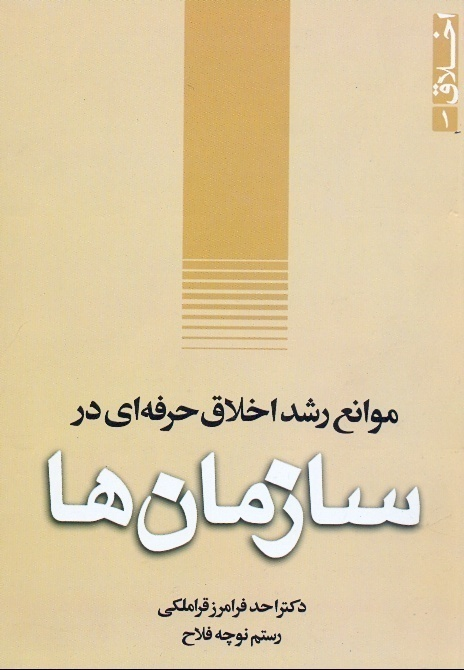 اخلاق
۱
موانع رشد اخلاق حرفه‌ای در
سازمان‌ها
دکتر احد فرامرز قراملکی
رستم نوچه فلاح